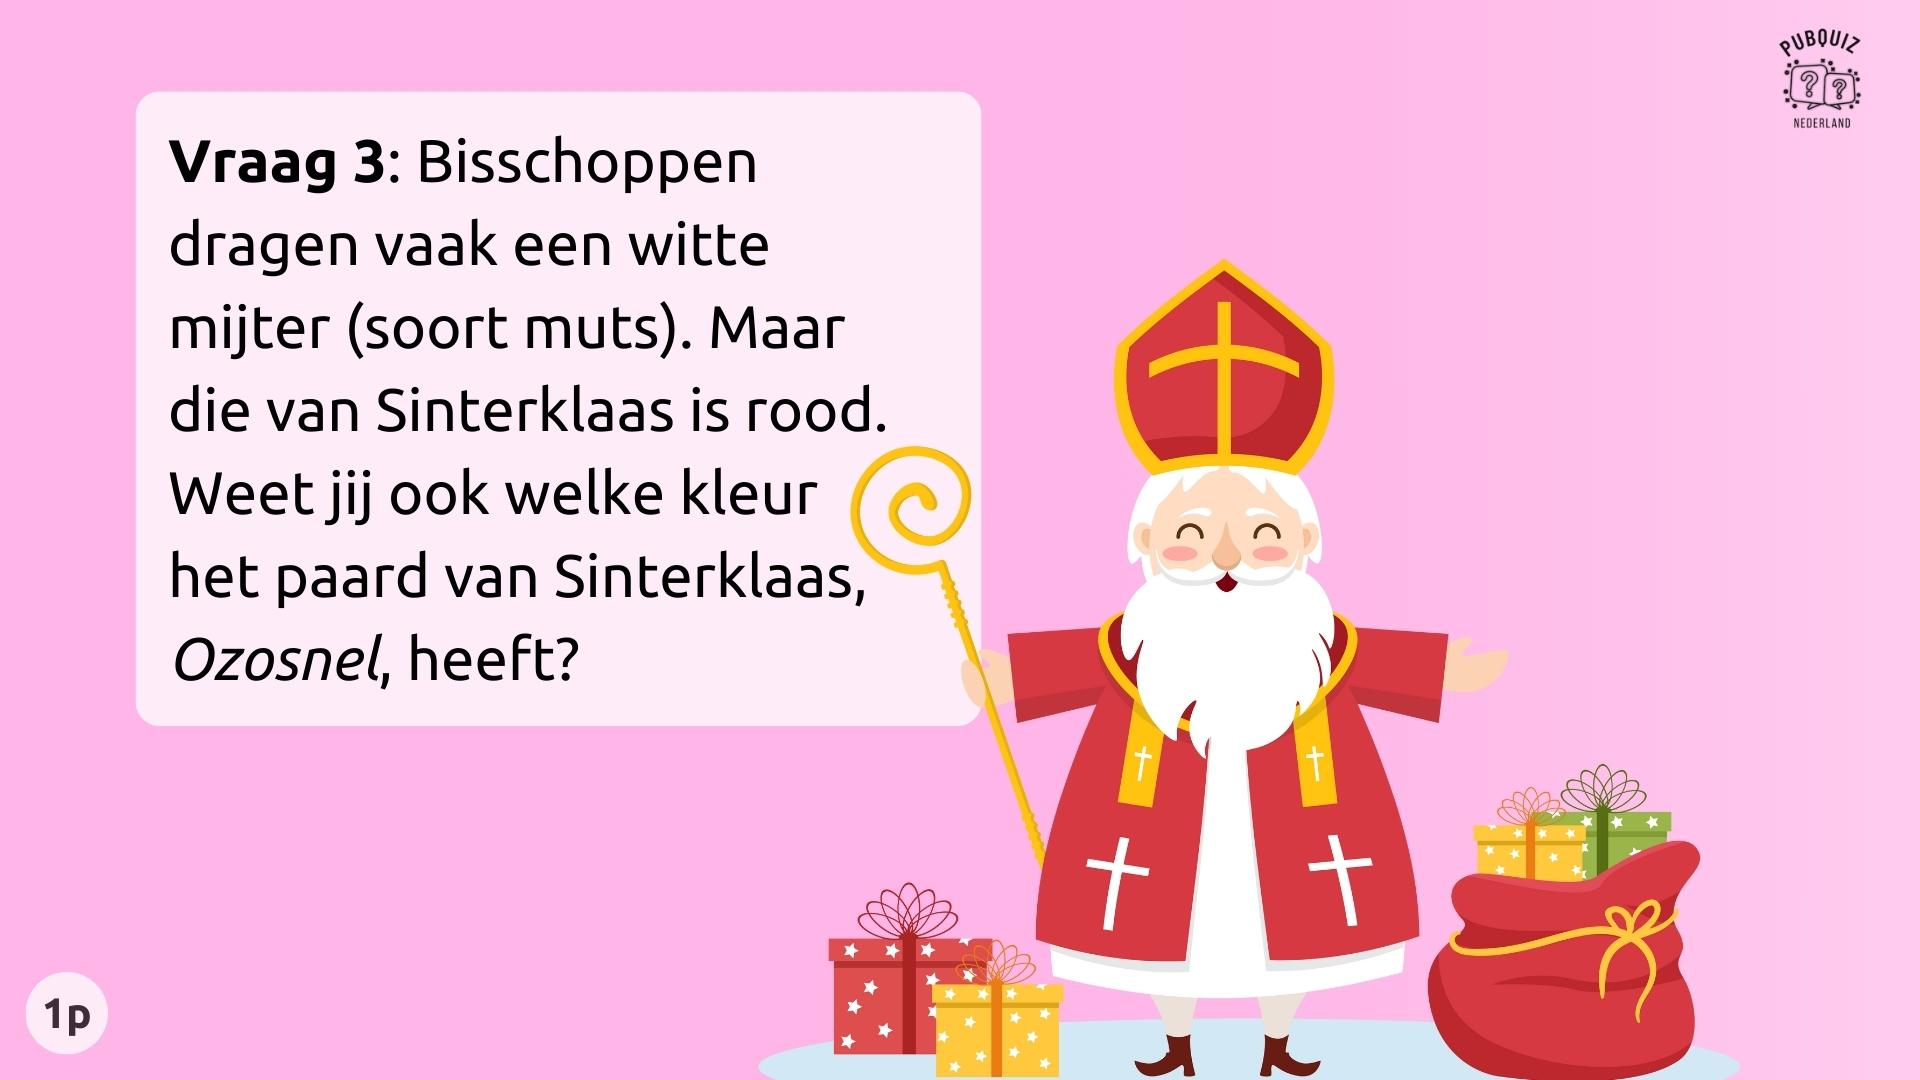 PUBQUIZ
? ?
NEDERLAND
Vraag 3: Bisschoppen
dragen vaak een witte
mijter (soort muts). Maar
die van Sinterklaas is rood.
Weet jij ook welke kleur
het paard van Sinterklaas,
Ozosnel, heeft?
1p